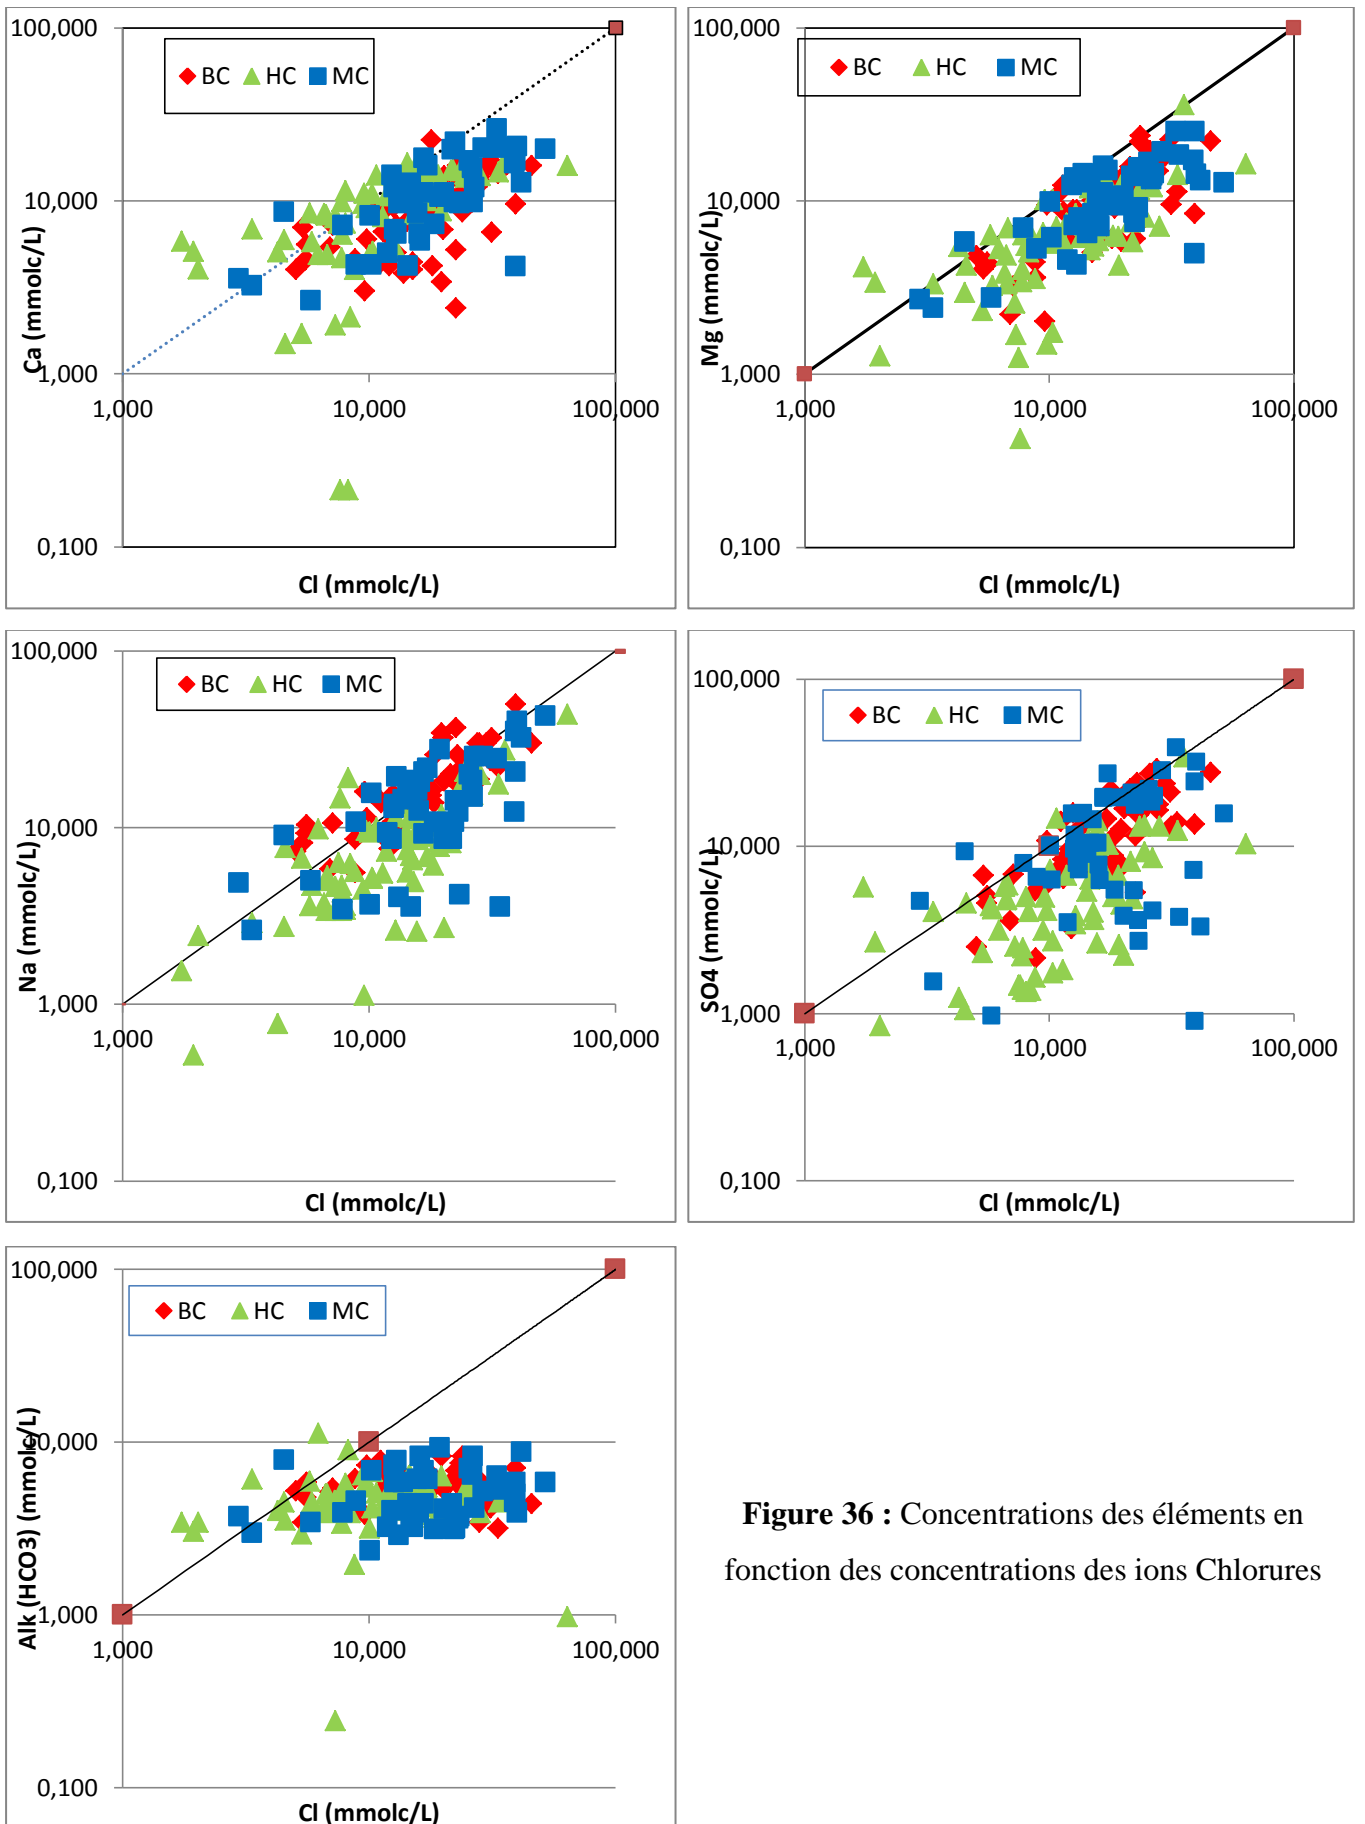 100,000
BC HC MC
10,000
Ca (mmolc/L)
1,000
1,000 10,000 100,000
0,100
Cl (mmolc/L)
100,000
BC HC MC
10,000
Mg (mmolc/L)
1,000
1,000 10,000 100,000
0,100
Cl (mmolc/L)
100,000
BC HC MC
10,000
Na (mmolc/L)
1,000
1,000 10,000 100,000
0,100
Cl (mmolc/L)
100,000
BC HC MC
10,000
SO4 (mmolc/L)
1,000
1,000 10,000 100,000
0,100
Cl (mmolc/L)
100,000
BC HC MC
10,000
Alk (HCO3) (mmolc/L)
1,000
1,000 10,000 100,000
0,100
Cl (mmolc/L)
Figure 36 : Concentrations des éléments en
fonction des concentrations des ions Chlorures